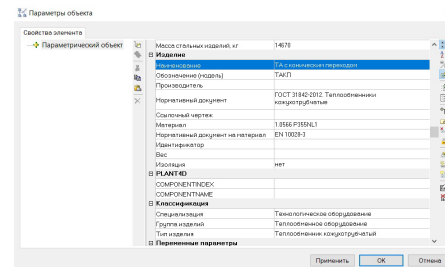 Параметры объекта
Свойства элемента
Параметрический объект
Масса стальных изделий, кг 14670
Изделие
Наименование ТА с коническим переходом
Обозначение (модель) ТАКП
Производитель
Нормативный документ ГОСТ 31842-2012. Теплообменники кожухотрубчатые
Ссылочный чертеж
Материал 1.0566 P355NL1
Нормативный документ на материал EN 10028-3
Идентификатор
Вес
Изоляция нет
PLANT4D
COMPONENTINDEX
COMPONENTNAME
Классификация
Специализация Технологическое оборудование
Группа изделий Теплообменное оборудование
Тип изделия Теплообменник кожухотрубчатый
Переменные параметры
Применить OK Отмена